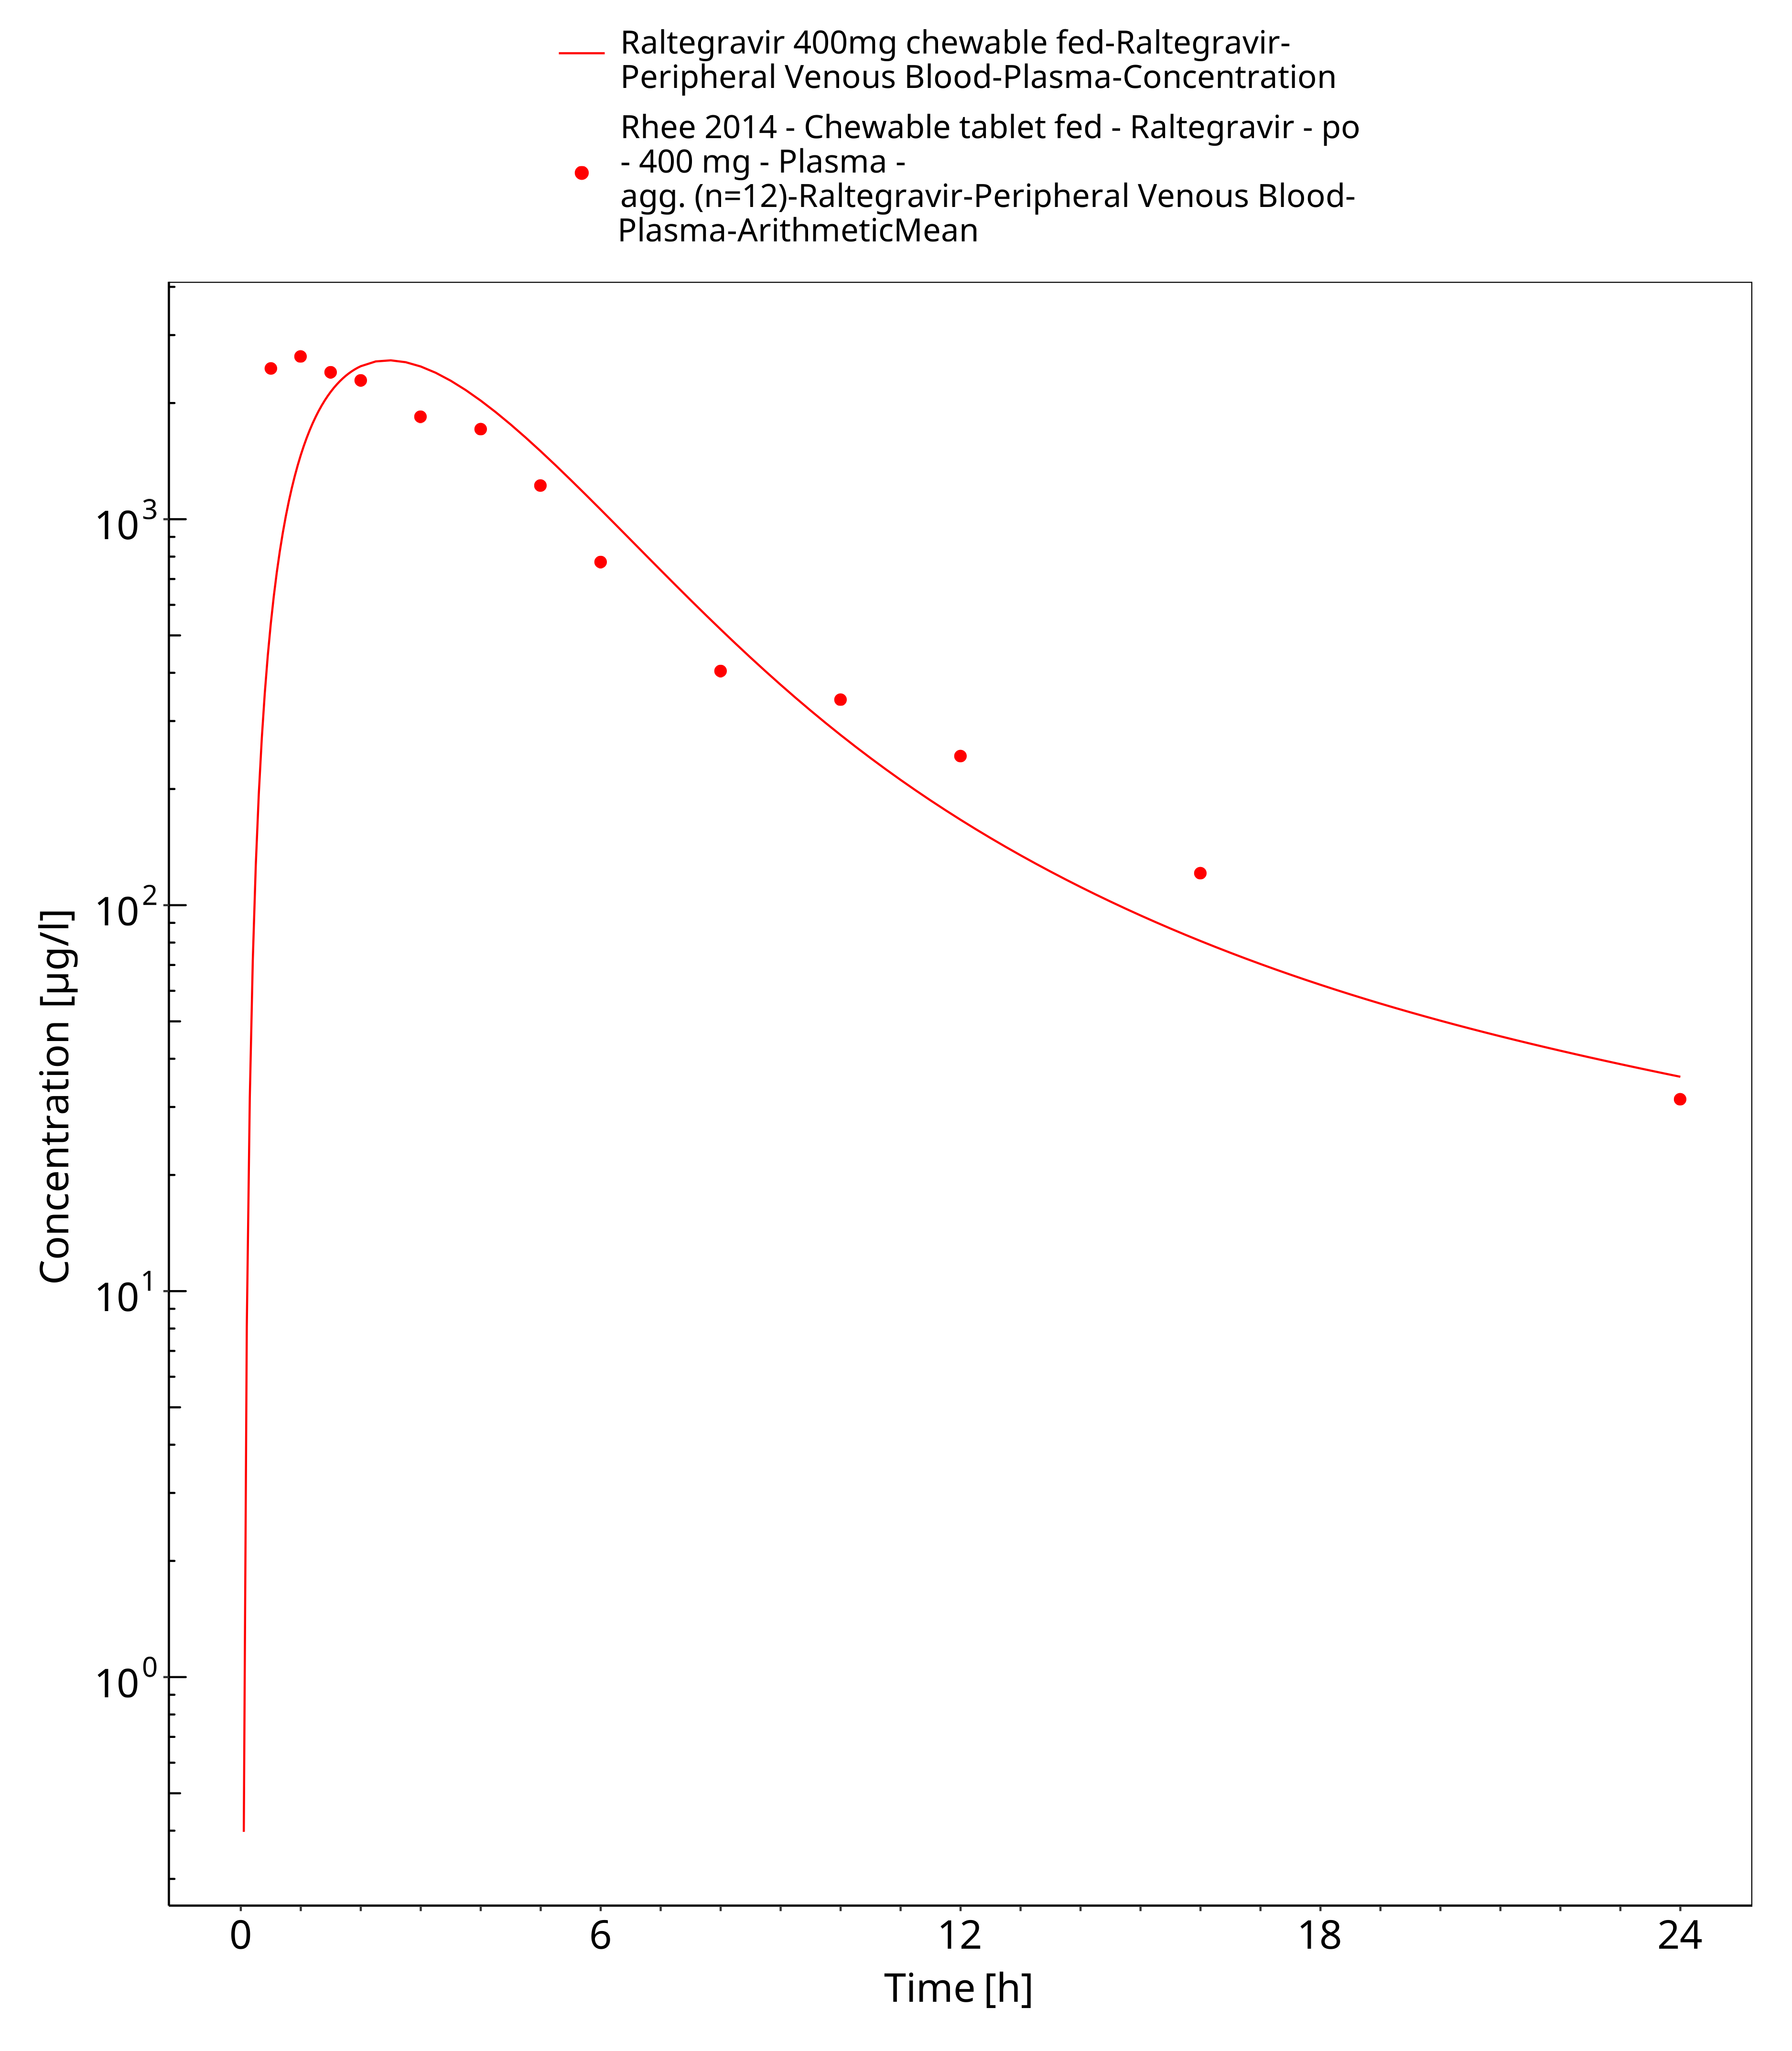 Raltegravir 400mg chewable fed-Raltegravir-
Peripheral Venous Blood-Plasma-Concentration
Rhee 2014 - Chewable tablet fed - Raltegravir - po
- 400 mg - Plasma -
agg. (n=12)-Raltegravir-Peripheral Venous Blood-
Plasma-ArithmeticMean
10³
10²
10¹
10⁰
Concentration [µg/l]
0 6 12 18 24
Time [h]